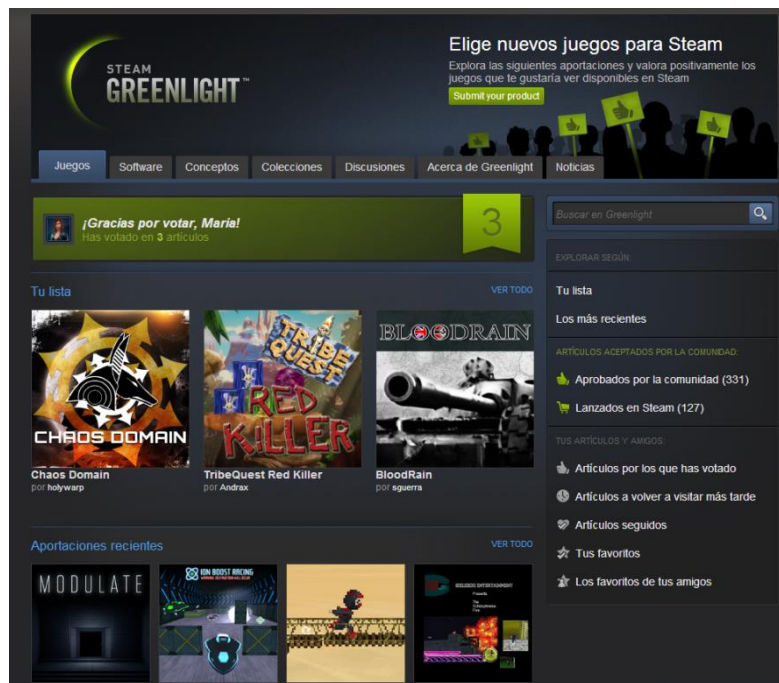 STEAM
GREENLIGHT™
Elige nuevos juegos para Steam
Explora las siguientes aportaciones y valora positivamente los
juegos que te gustaría ver disponibles en Steam
Submit your product
Juegos
Software
Conceptos
Colecciones
Discusiones
Acerca de Greenlight
Noticias
¡Gracias por votar, Maria!
Has votado en 3 artículos
3
Buscar en Greenlight
EXPLORAR SEGÚN:
Tu lista
Los más recientes
ARTÍCULOS ACEPTADOS POR LA COMUNIDAD:
Aprobados por la comunidad (331)
Lanzados en Steam (127)
TUS ARTÍCULOS Y AMIGOS:
Artículos por los que has votado
Artículos a volver a visitar más tarde
Artículos seguidos
Tus favoritos
Los favoritos de tus amigos
Tu lista
VER TODO
CHAOS DOMAIN
TRIBE
QUEST
RED
KILLER
BLOODRAIN
Chaos Domain
por holywarp
TribeQuest Red Killer
por Andrax
BloodRain
por sguerra
Aportaciones recientes
VER TODO
MODULATE
ION BOOST RACING
Presents
The